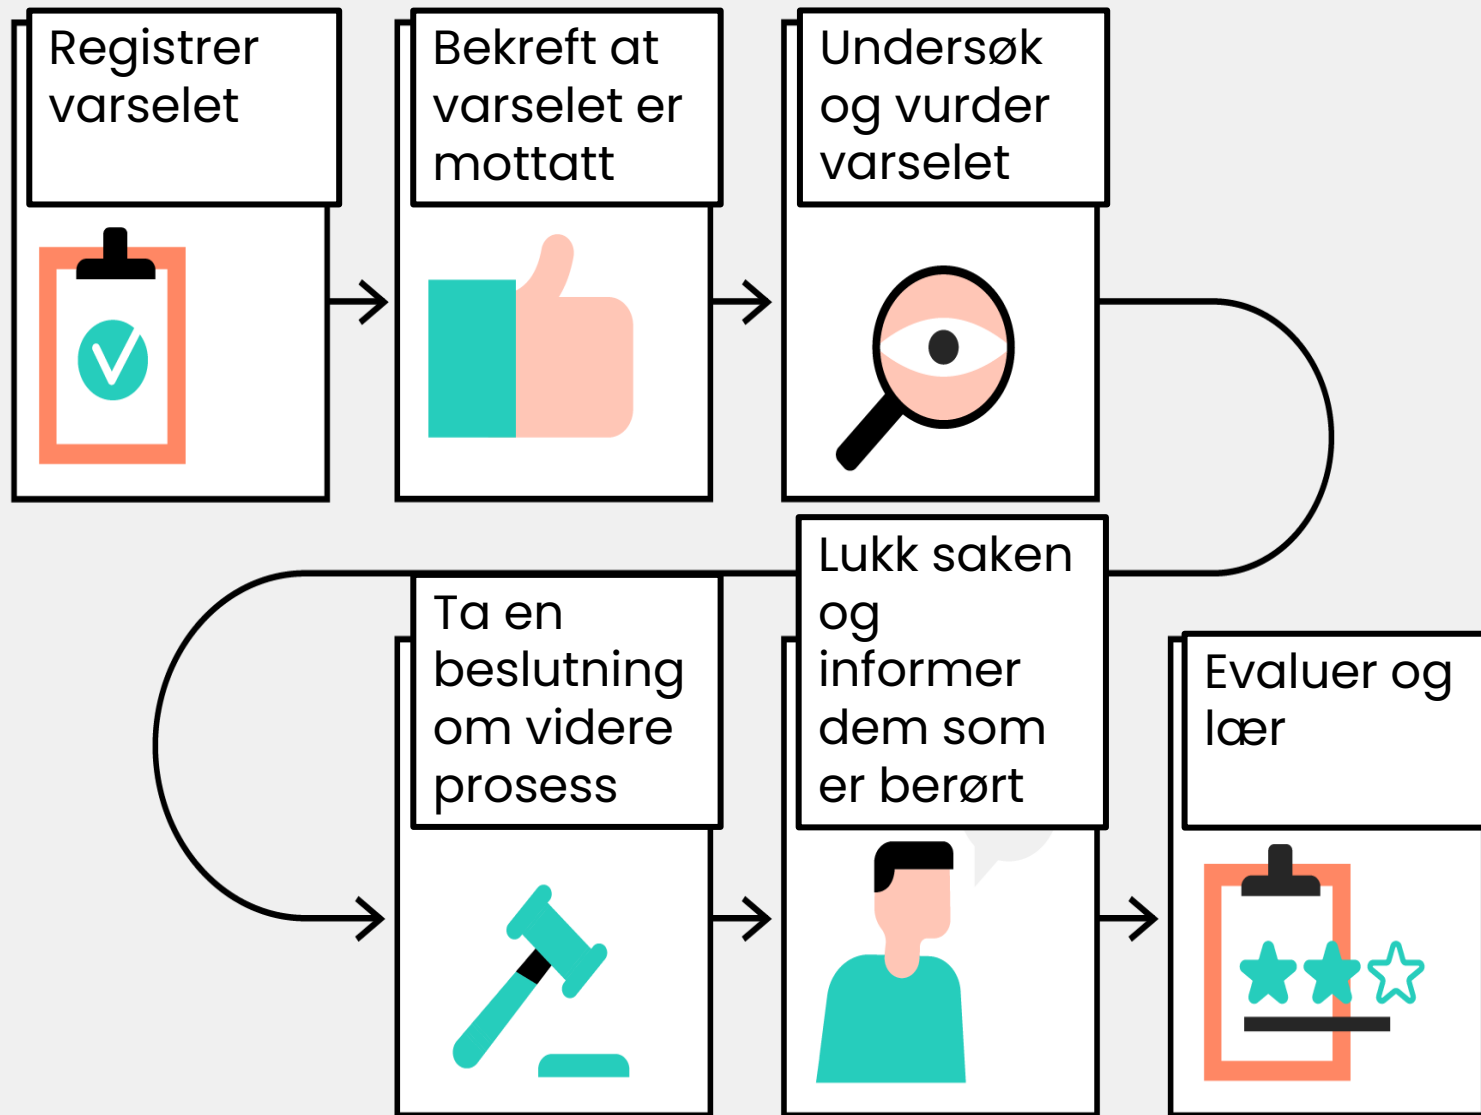 Registrer
varselet
Bekreft at
varselet er
mottatt
Undersøk
og vurder
varselet
Ta en
beslutning
om videre
prosess
Lukk saken
og
informer
dem som
er berørt
Evaluer og
lær